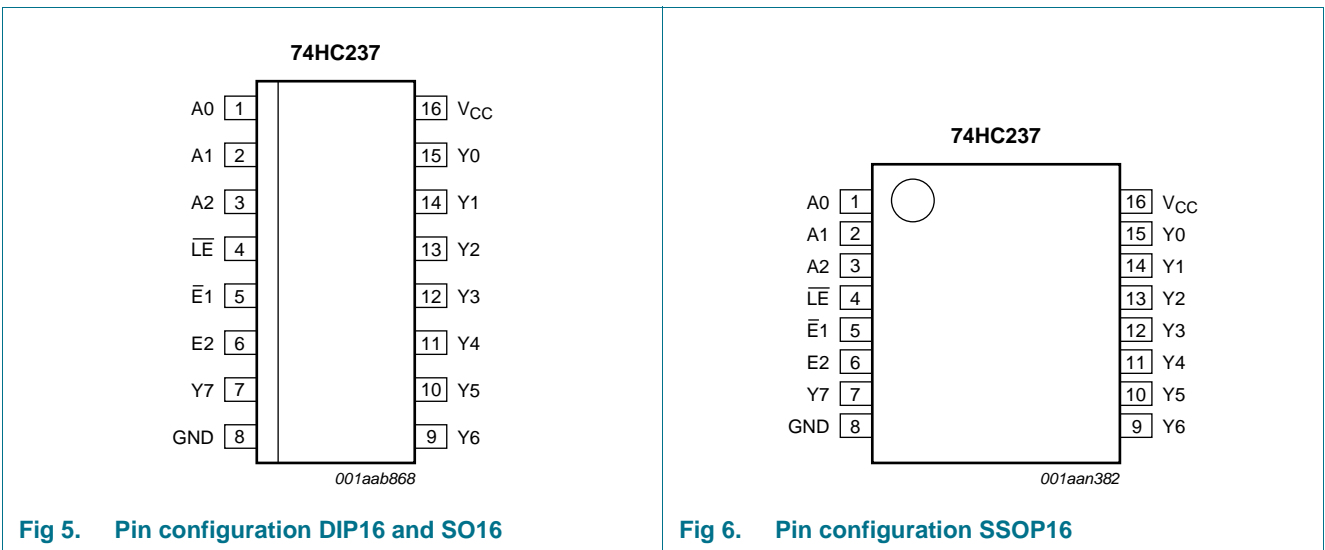 74HC237
A0 1 16 VCC
A1 2 15 Y0
A2 3 14 Y1
L̅E̅ 4 13 Y2
E̅1 5 12 Y3
E2 6 11 Y4
Y7 7 10 Y5
GND 8 9 Y6
001aab868
Fig 5. Pin configuration DIP16 and SO16
74HC237
A0 1 16 VCC
A1 2 15 Y0
A2 3 14 Y1
L̅E̅ 4 13 Y2
E̅1 5 12 Y3
E2 6 11 Y4
Y7 7 10 Y5
GND 8 9 Y6
001aan382
Fig 6. Pin configuration SSOP16